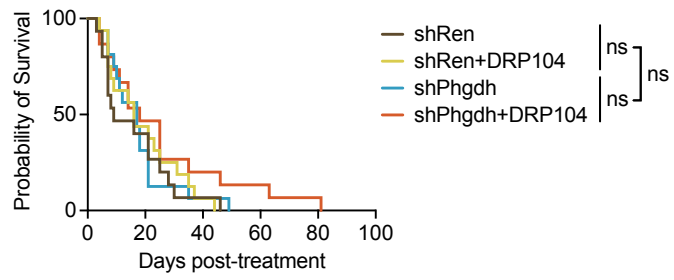 Probability of Survival
100
50
0
0 20 40 60 80 100
Days post-treatment
shRen
shRen+DRP104
shPhgdh
shPhgdh+DRP104
ns
ns
ns